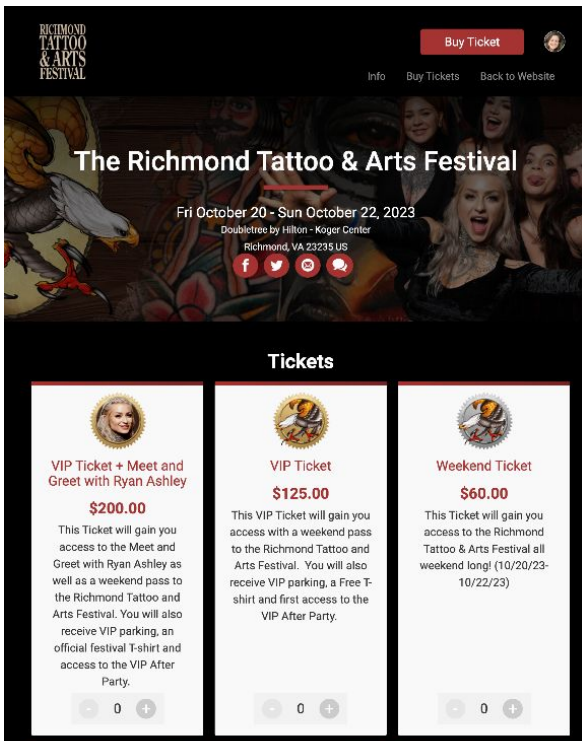 RICHMOND
TATTOO
& ARTS
FESTIVAL
Buy Ticket
Info
Buy Tickets
Back to Website
The Richmond Tattoo & Arts Festival
Fri October 20 - Sun October 22, 2023
Doubletree by Hilton - Koger Center
Richmond, VA 23235 US
Tickets
VIP Ticket + Meet and
Greet with Ryan Ashley
$200.00
This Ticket will gain you
access to the Meet and
Greet with Ryan Ashley as
well as a weekend pass to
the Richmond Tattoo and
Arts Festival. You will also
receive VIP parking, an
official festival T-shirt and
access to the VIP After
Party.
- 0 +
VIP Ticket
$125.00
This VIP Ticket will gain you
access with a weekend pass
to the Richmond Tattoo and
Arts Festival. You will also
receive VIP parking, a Free T-
shirt and first access to the
VIP After Party.
- 0 +
Weekend Ticket
$60.00
This Ticket will gain you
access to the Richmond
Tattoo & Arts Festival all
weekend long! (10/20/23-
10/22/23)
- 0 +